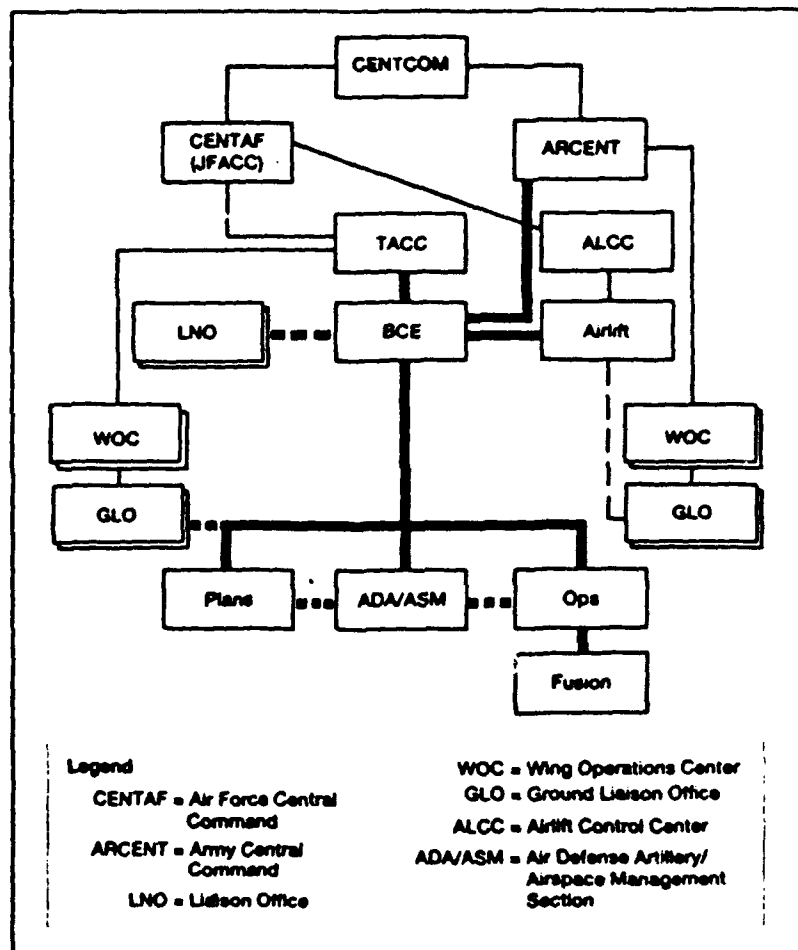 CENTCOM
CENTAF
(JFACC)
ARCENT
TACC
ALCC
LNO
BCE
Airlift
WOC
WOC
GLO
GLO
Plans
ADA/ASM
Ops
Fusion
Legend
CENTAF = Air Force Central
Command
ARCENT = Army Central
Command
LNO = Liaison Office
WOC = Wing Operations Center
GLO = Ground Liaison Office
ALCC = Airlift Control Center
ADA/ASM = Air Defense Artillery/
Airspace Management
Section